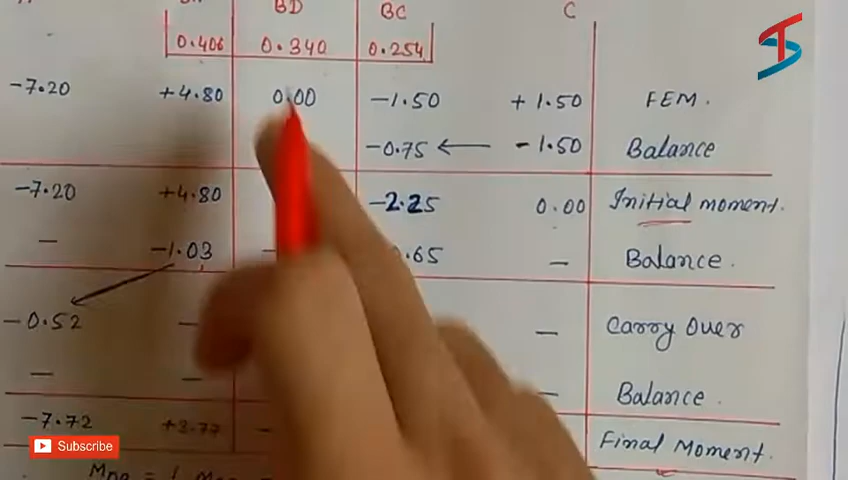 BD BC C
0.406 0.340 0.254
-7.20 +4.80 0.00 -1.50 +1.50 FEM.
-0.75 ← -1.50 Balance
-7.20 +4.80 -2.25 0.00 Initial moment.
— -1.03 — .65 — Balance.
-0.52 — — Carry Over
— — — Balance.
-7.72 +3.77 — Final Moment.
Subscribe